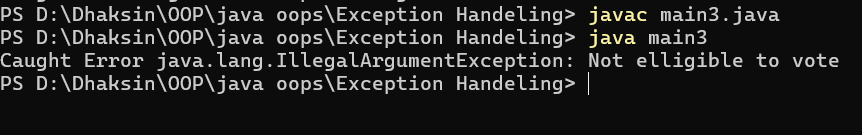 PS D:\Dhaksin\OOP\java oops\Exception Handeling> javac main3.java
PS D:\Dhaksin\OOP\java oops\Exception Handeling> java main3
Caught Error java.lang.IllegalArgumentException: Not elligible to vote
PS D:\Dhaksin\OOP\java oops\Exception Handeling>